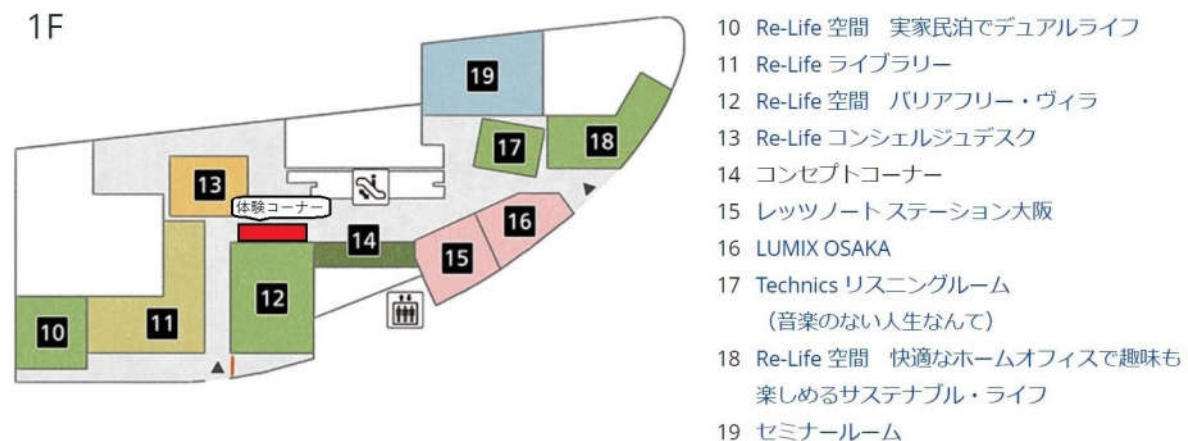 1F
19
18
17
13
体験コーナー
16
14
15
12
11
10
10 Re-Life 空間 実家民泊でデュアルライフ
11 Re-Life ライブラリー
12 Re-Life 空間 バリアフリー・ヴィラ
13 Re-Life コンシェルジュデスク
14 コンセプトコーナー
15 レッツノート ステーション大阪
16 LUMIX OSAKA
17 Technics リスニングルーム
（音楽のない人生なんて）
18 Re-Life 空間 快適なホームオフィスで趣味も
楽しめるサステナブル・ライフ
19 セミナールーム